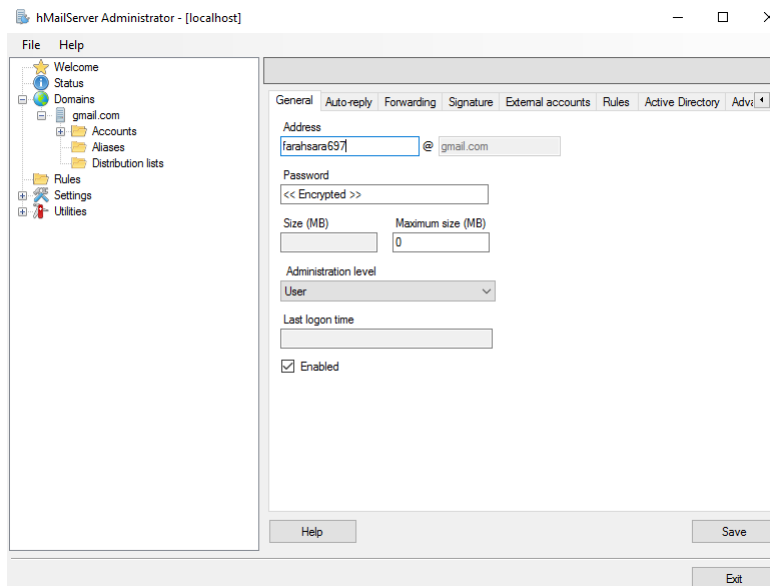 hMailServer Administrator - [localhost]
File Help
Welcome
Status
Domains
gmail.com
Accounts
Aliases
Distribution lists
Rules
Settings
Utilities
General Auto-reply Forwarding Signature External accounts Rules Active Directory Adva
Address
farahsara697 @ gmail.com
Password
<< Encrypted >>
Size (MB) Maximum size (MB)
0
Administration level
User
Last logon time
Enabled
Help Save
Exit